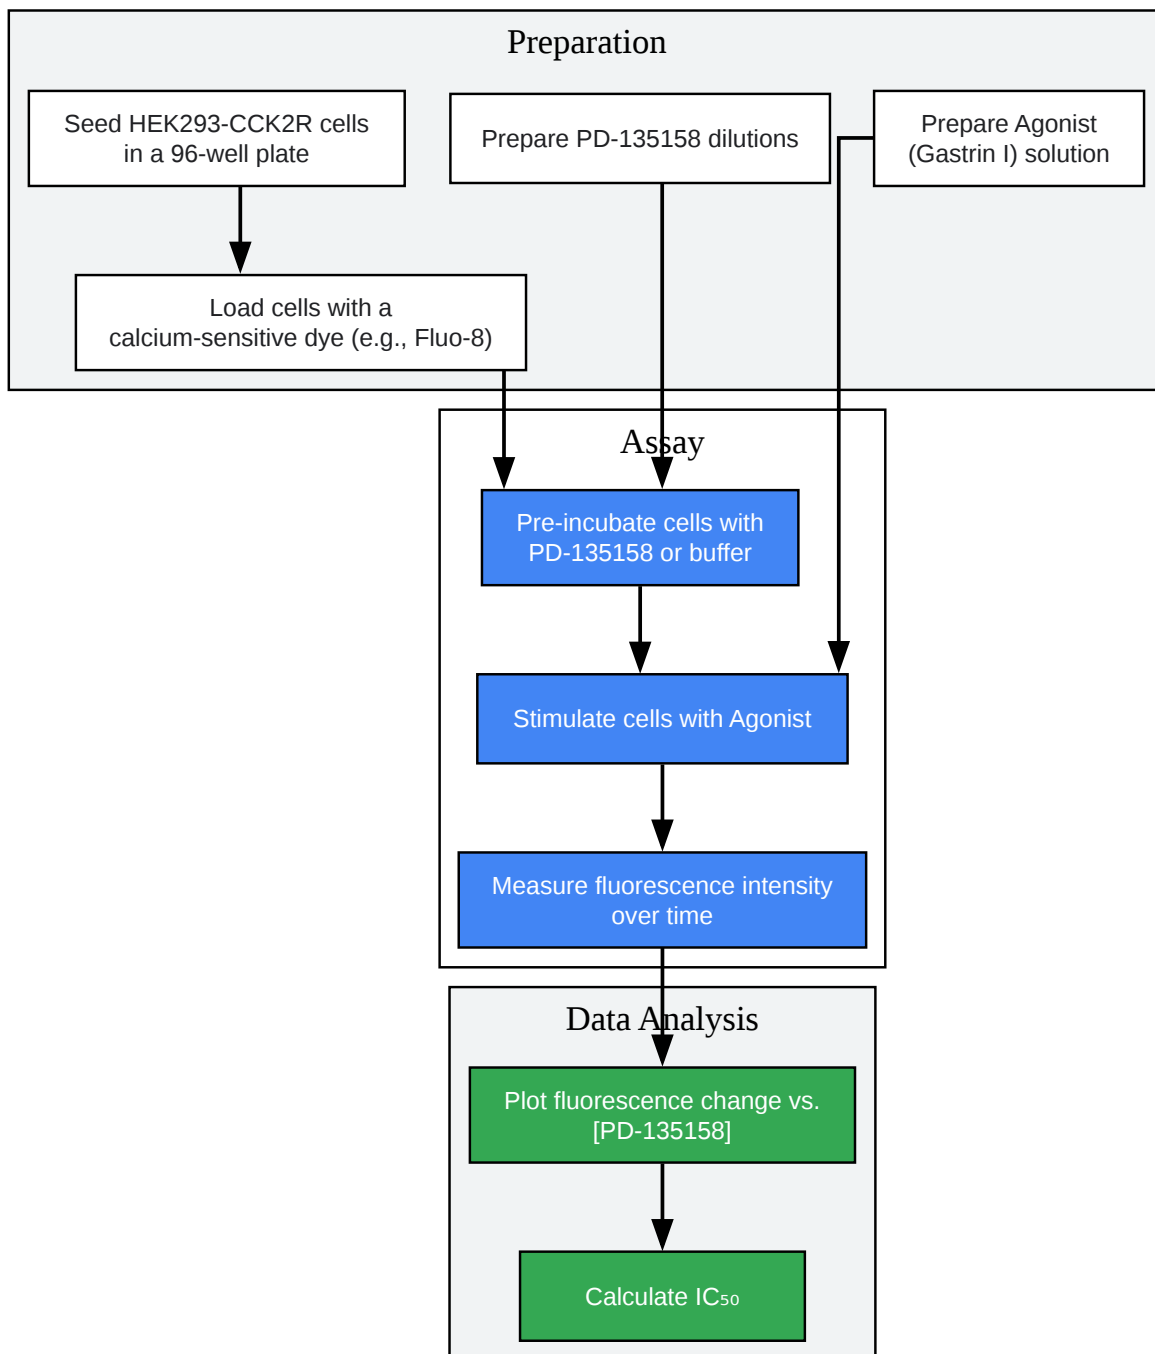 Preparation
Seed HEK293-CCK2R cells
in a 96-well plate
Prepare PD-135158 dilutions
Prepare Agonist
(Gastrin I) solution
Load cells with a
calcium-sensitive dye (e.g., Fluo-8)
Assay
Pre-incubate cells with
PD-135158 or buffer
Stimulate cells with Agonist
Measure fluorescence intensity
over time
Data Analysis
Plot fluorescence change vs.
[PD-135158]
Calculate IC₅₀